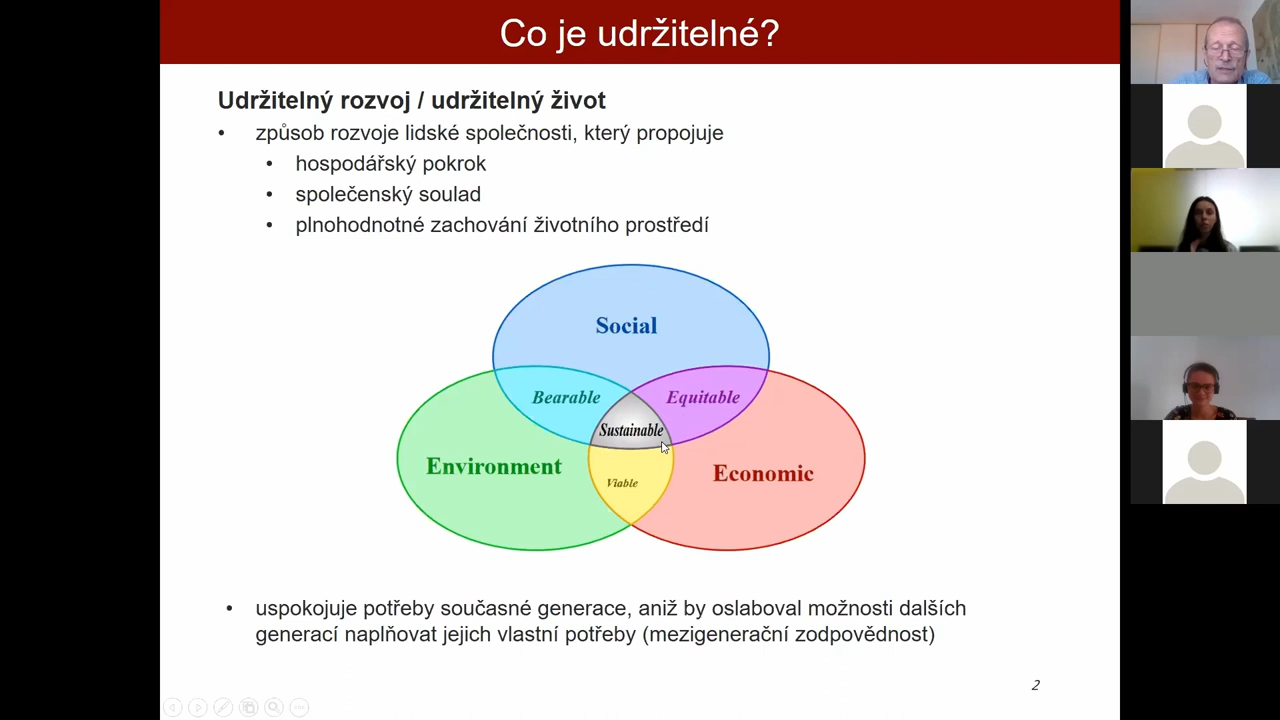 Co je udržitelné?
Udržitelný rozvoj / udržitelný život
• způsob rozvoje lidské společnosti, který propojuje
• hospodářský pokrok
• společenský soulad
• plnohodnotné zachování životního prostředí
Social
Bearable
Equitable
Sustainable
Environment
Economic
Viable
• uspokojuje potřeby současné generace, aniž by oslaboval možnosti dalších
generací naplňovat jejich vlastní potřeby (mezigenerační zodpovědnost)
2